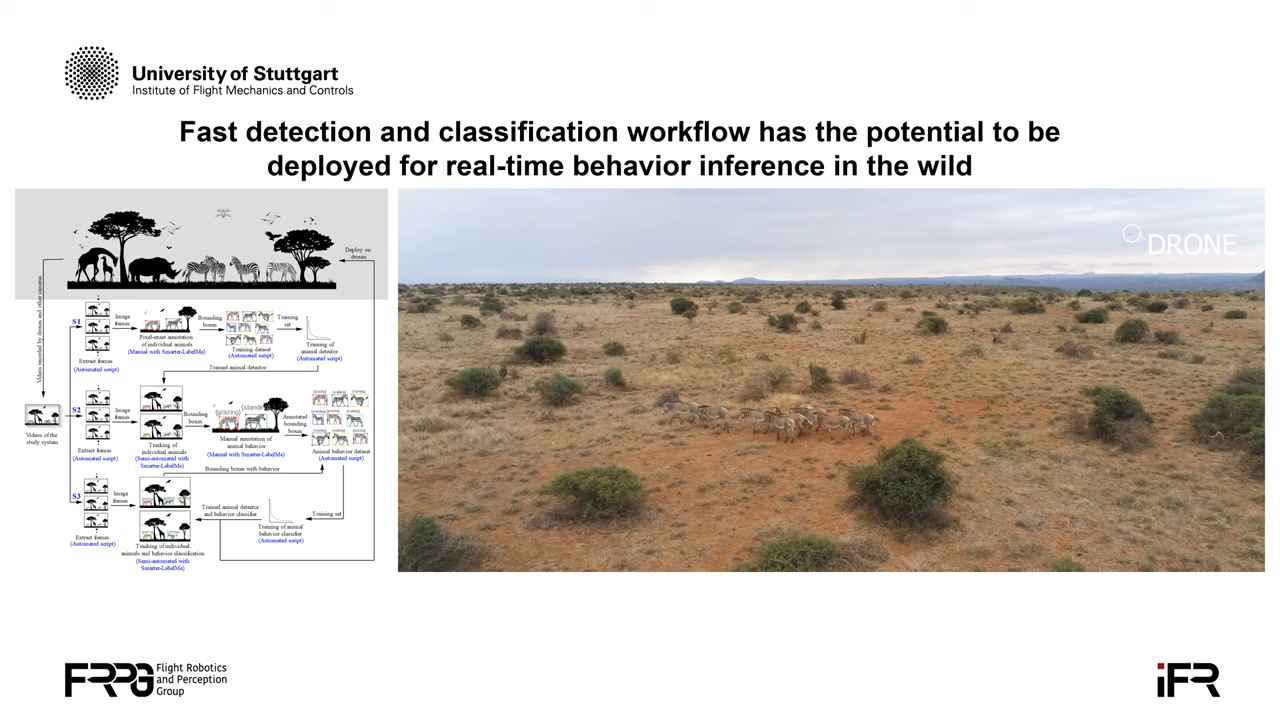 University of Stuttgart
Institute of Flight Mechanics and Controls
Fast detection and classification workflow has the potential to be
deployed for real-time behavior inference in the wild
DRONE
Deploy on
drones
Videos recorded by drones and other cameras
S1
Image
frames
Extract frames
(Automated script)
Pixel-exact annotation
of individual animals
(Manual with Smarter-LabelMe)
Bounding
boxes
Training dataset
(Automated script)
Training
set
Training of
animal detector
(Automated script)
Trained animal detector
Videos of the
study system
S2
Image
frames
Extract frames
(Automated script)
Tracking of
individual animals
(Semi-automated with
Smarter-LabelMe)
Bounding
boxes
Manual annotation of
animal behavior
(Manual with Smarter-LabelMe)
Annotated
bounding
boxes
Animal behavior dataset
(Automated script)
Bounding boxes with behavior
S3
Image
frames
Extract frames
(Automated script)
Tracking of individual
animals and behavior classification
(Semi-automated with
Smarter-LabelMe)
Trained animal detector
and behavior classifier
Training of animal
behavior classifier
(Automated script)
Training set
FRPG
Flight Robotics
and Perception
Group
iFR